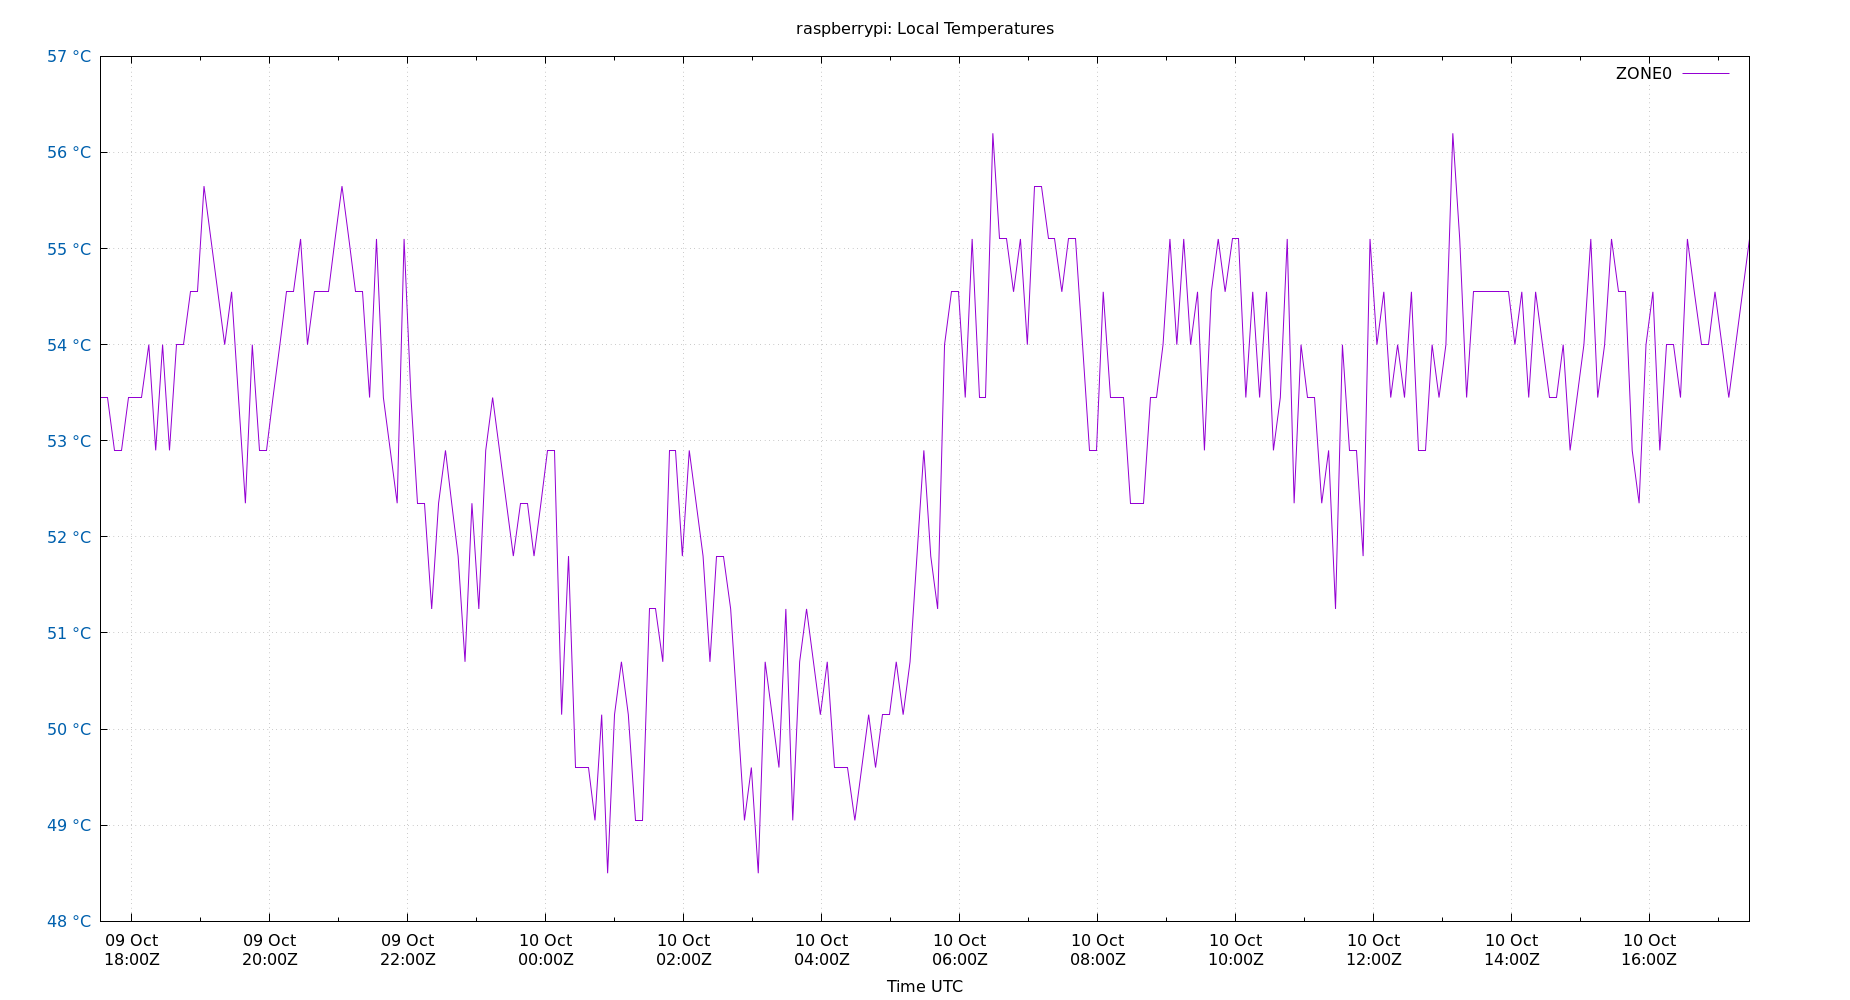 raspberrypi: Local Temperatures
57 °C
56 °C
55 °C
54 °C
53 °C
52 °C
51 °C
50 °C
49 °C
48 °C
ZONE0
09 Oct
18:00Z
09 Oct
20:00Z
09 Oct
22:00Z
10 Oct
00:00Z
10 Oct
02:00Z
10 Oct
04:00Z
10 Oct
06:00Z
10 Oct
08:00Z
10 Oct
10:00Z
10 Oct
12:00Z
10 Oct
14:00Z
10 Oct
16:00Z
Time UTC